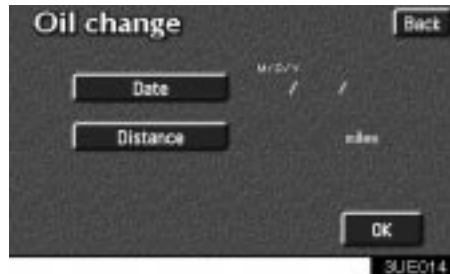 Oil change Back
M/D/Y
Date / /
Distance miles
OK
3UE014